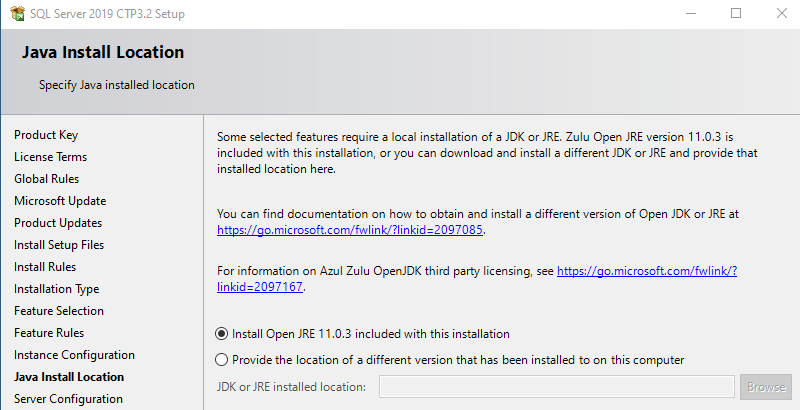 SQL Server 2019 CTP3.2 Setup
Java Install Location
Specify Java installed location
Product Key
License Terms
Global Rules
Microsoft Update
Product Updates
Install Setup Files
Install Rules
Installation Type
Feature Selection
Feature Rules
Instance Configuration
Java Install Location
Server Configuration
Some selected features require a local installation of a JDK or JRE. Zulu Open JRE version 11.0.3 is
included with this installation, or you can download and install a different JDK or JRE and provide that
installed location here.
You can find documentation on how to obtain and install a different version of Open JDK or JRE at
https://go.microsoft.com/fwlink/?linkid=2097085.
For information on Azul Zulu OpenJDK third party licensing, see https://go.microsoft.com/fwlink/?
linkid=2097167.
Install Open JRE 11.0.3 included with this installation
Provide the location of a different version that has been installed to on this computer
JDK or JRE installed location:
Browse